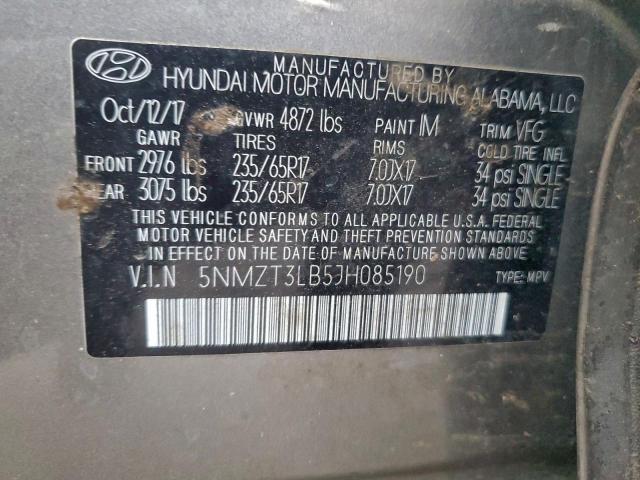 MANUFACTURED BY
HYUNDAI MOTOR MANUFACTURING ALABAMA, LLC
Oct/12/17 GVWR 4872 lbs PAINT IM TRIM VFG
GAWR TIRES RIMS COLD TIRE INFL
FRONT 2976 lbs 235/65R17 7.0JX17 34 psi SINGLE
REAR 3075 lbs 235/65R17 7.0JX17 34 psi SINGLE
THIS VEHICLE CONFORMS TO ALL APPLICABLE U.S.A. FEDERAL
MOTOR VEHICLE SAFETY AND THEFT PREVENTION STANDARDS
IN EFFECT ON THE DATE OF MANUFACTURE SHOWN ABOVE.
V.I.N 5NMZT3LB5JH085190 TYPE: MPV